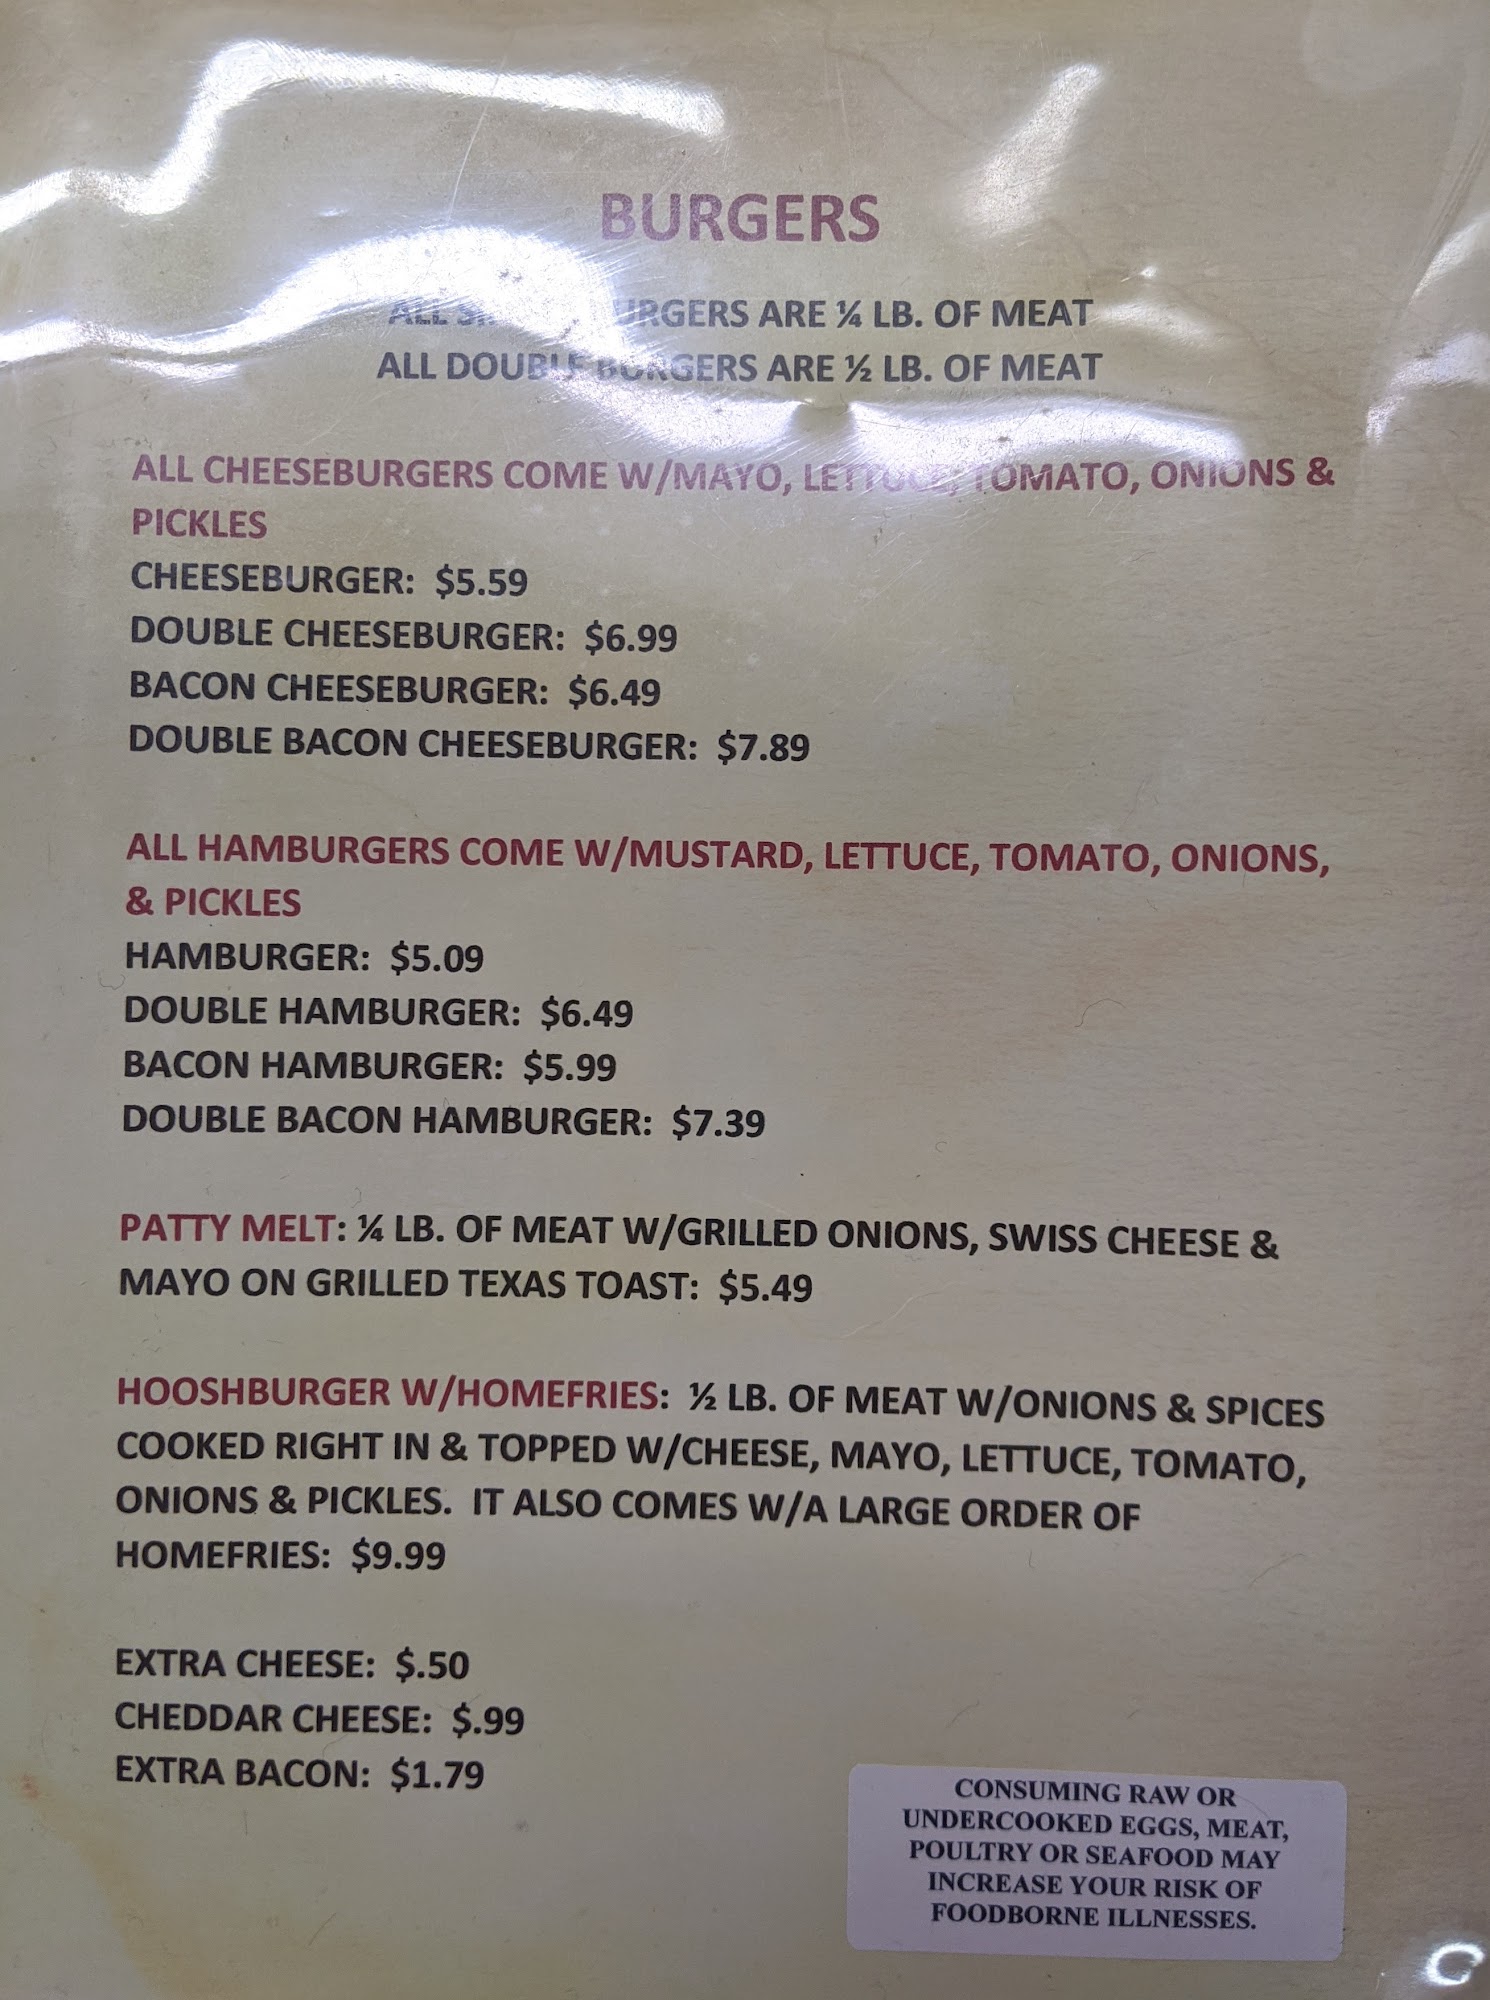 BURGERS
ALL BURGERS ARE ¼ LB. OF MEAT
ALL DOUBLE BURGERS ARE ½ LB. OF MEAT
ALL CHEESEBURGERS COME W/MAYO, LETTUCE, TOMATO, ONIONS &
PICKLES
CHEESEBURGER: $5.59
DOUBLE CHEESEBURGER: $6.99
BACON CHEESEBURGER: $6.49
DOUBLE BACON CHEESEBURGER: $7.89
ALL HAMBURGERS COME W/MUSTARD, LETTUCE, TOMATO, ONIONS,
& PICKLES
HAMBURGER: $5.09
DOUBLE HAMBURGER: $6.49
BACON HAMBURGER: $5.99
DOUBLE BACON HAMBURGER: $7.39
PATTY MELT: ¼ LB. OF MEAT W/GRILLED ONIONS, SWISS CHEESE &
MAYO ON GRILLED TEXAS TOAST: $5.49
HOOSHBURGER W/HOMEFRIES: ½ LB. OF MEAT W/ONIONS & SPICES
COOKED RIGHT IN & TOPPED W/CHEESE, MAYO, LETTUCE, TOMATO,
ONIONS & PICKLES. IT ALSO COMES W/A LARGE ORDER OF
HOMEFRIES: $9.99
EXTRA CHEESE: $.50
CHEDDAR CHEESE: $.99
EXTRA BACON: $1.79
CONSUMING RAW OR
UNDERCOOKED EGGS, MEAT,
POULTRY OR SEAFOOD MAY
INCREASE YOUR RISK OF
FOODBORNE ILLNESSES.